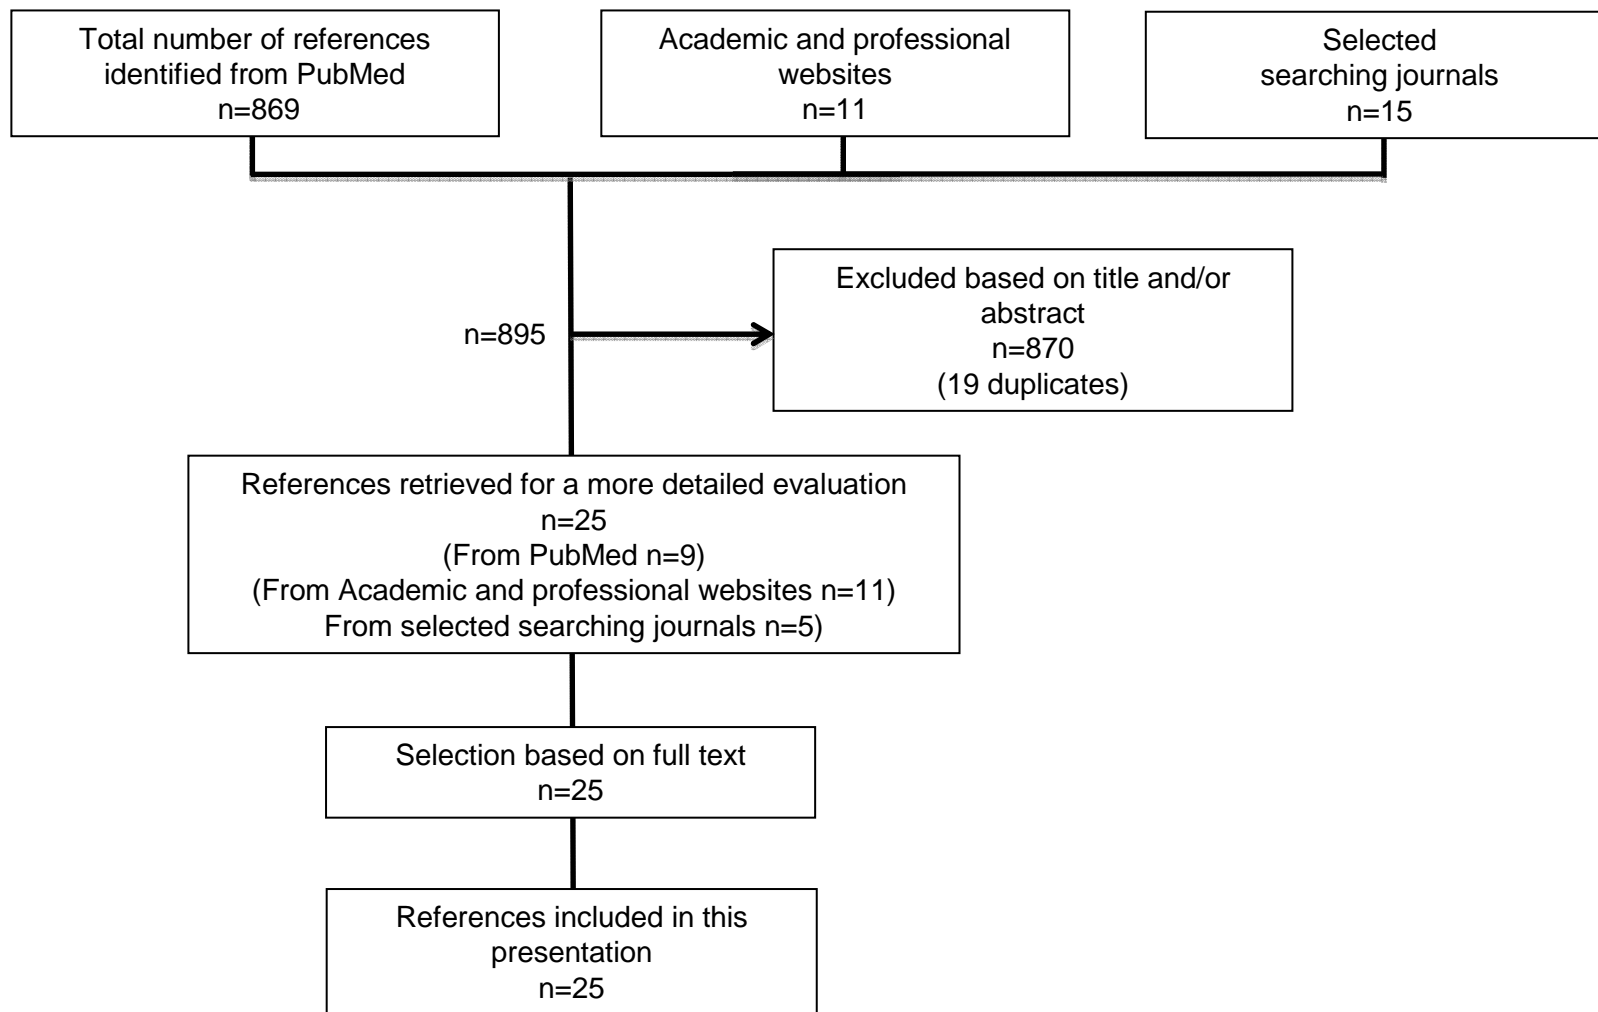 Total number of references
identified from PubMed
n=869
Academic and professional
websites
n=11
Selected
searching journals
n=15
n=895
Excluded based on title and/or
abstract
n=870
(19 duplicates)
References retrieved for a more detailed evaluation
n=25
(From PubMed n=9)
(From Academic and professional websites n=11)
From selected searching journals n=5)
Selection based on full text
n=25
References included in this
presentation
n=25